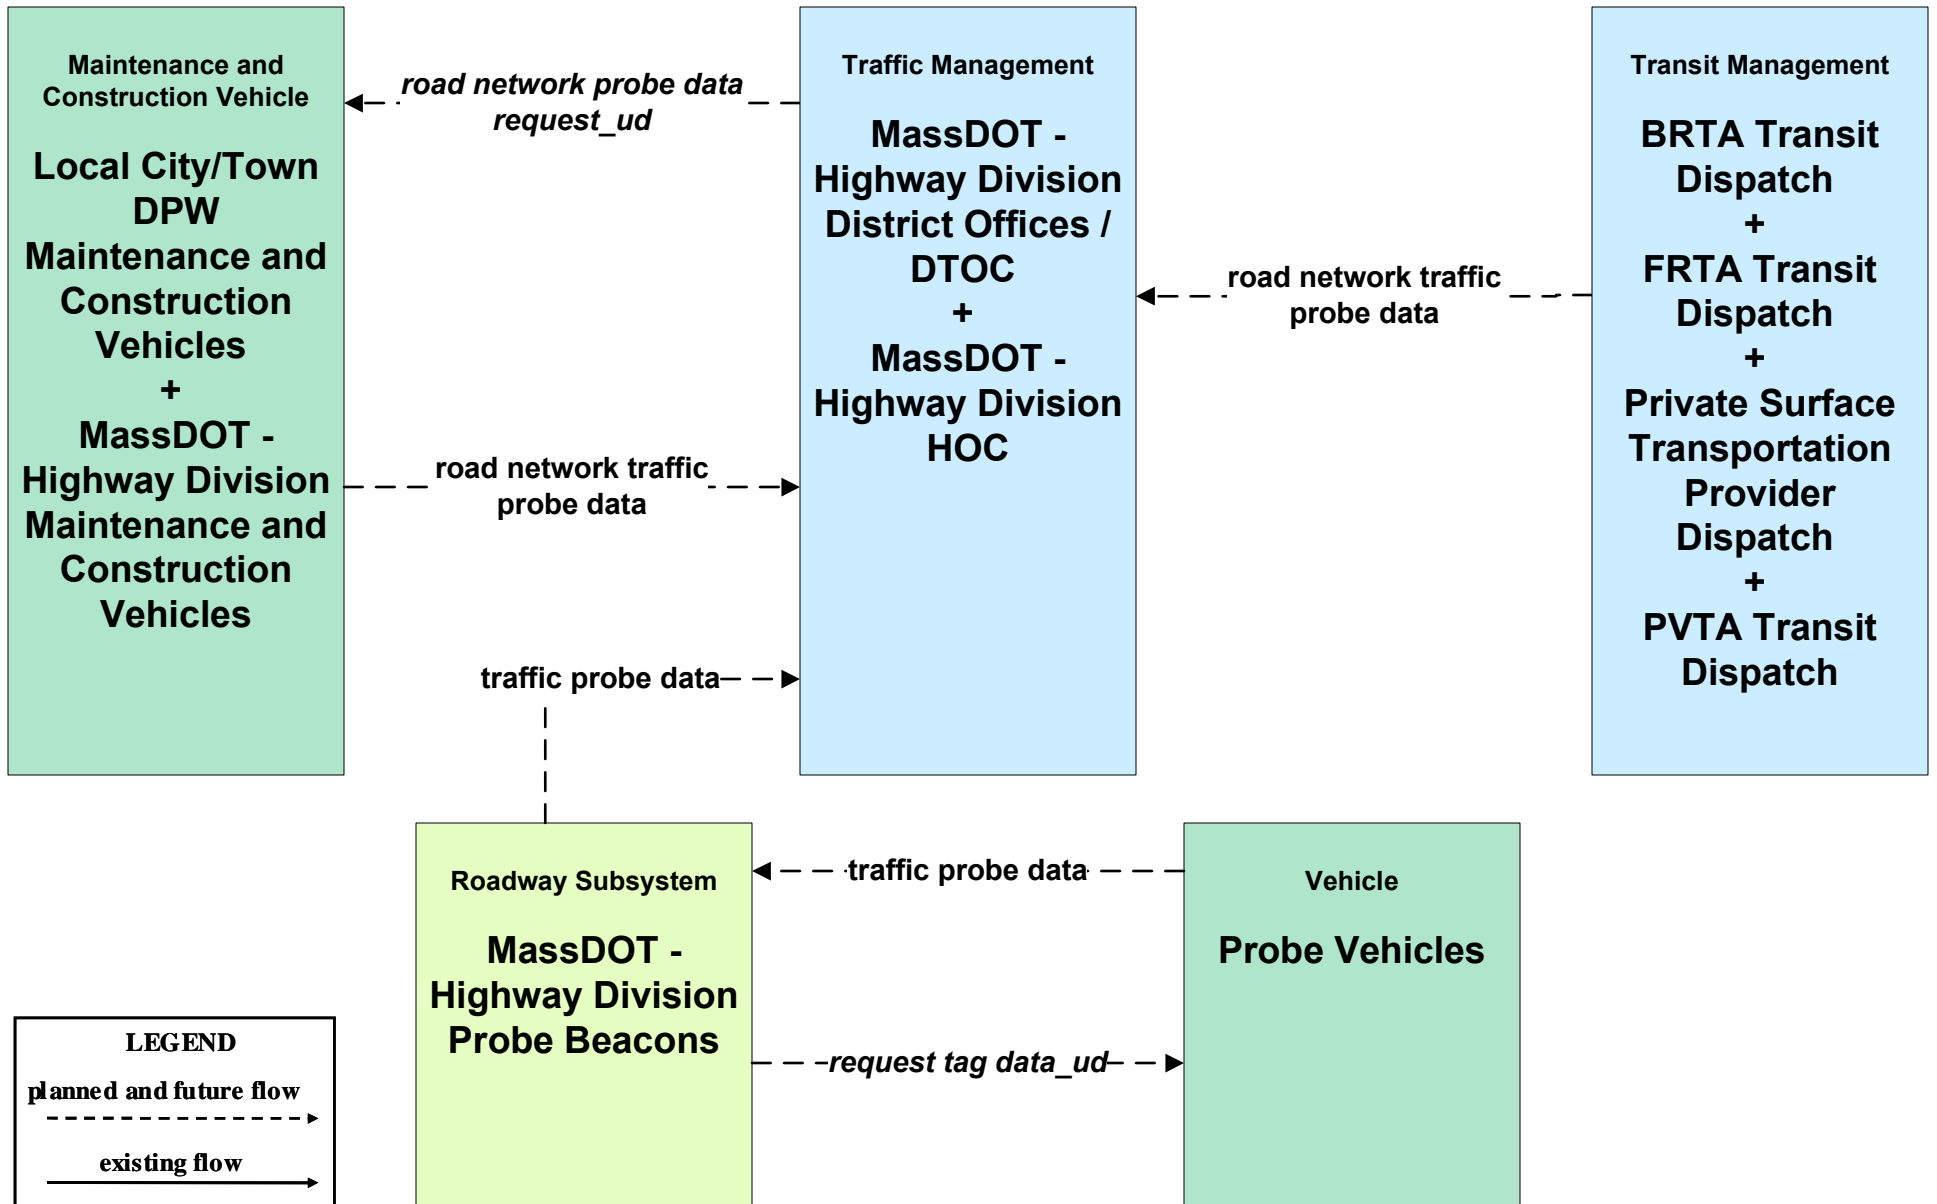 Maintenance and
Construction Vehicle
Local City/Town
DPW
Maintenance and
Construction
Vehicles
+
MassDOT -
Highway Division
Maintenance and
Construction
Vehicles
road network probe data
request_ud
road network traffic
probe data
traffic probe data
Traffic Management
MassDOT -
Highway Division
District Offices /
DTOC
+
MassDOT -
Highway Division
HOC
road network traffic
probe data
Transit Management
BRTA Transit
Dispatch
+
FRTA Transit
Dispatch
+
Private Surface
Transportation
Provider
Dispatch
+
PVTA Transit
Dispatch
Roadway Subsystem
MassDOT -
Highway Division
Probe Beacons
traffic probe data
request tag data_ud
Vehicle
Probe Vehicles
LEGEND
planned and future flow
existing flow